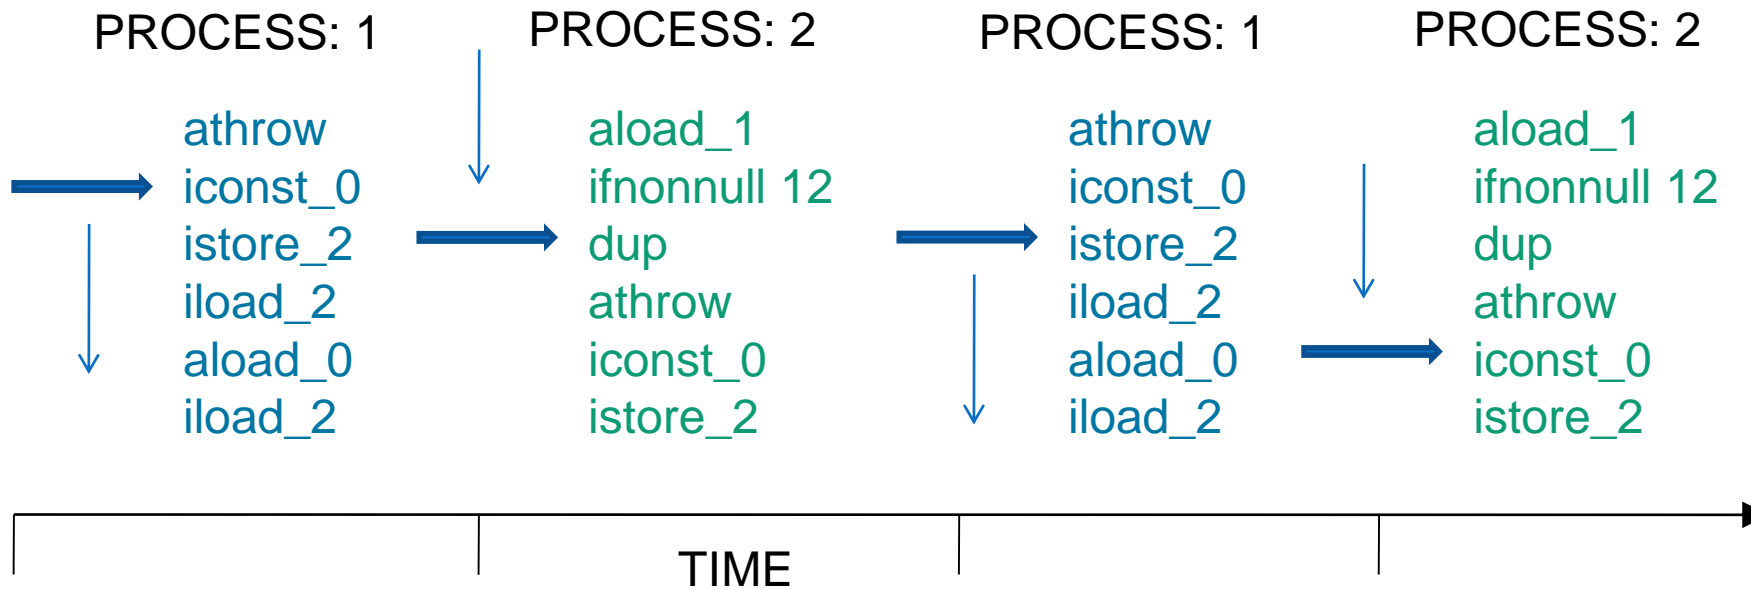 PROCESS: 1
athrow
iconst_0
istore_2
iload_2
aload_0
iload_2
PROCESS: 2
aload_1
ifnonnull 12
dup
athrow
iconst_0
istore_2
PROCESS: 1
athrow
iconst_0
istore_2
iload_2
aload_0
iload_2
PROCESS: 2
aload_1
ifnonnull 12
dup
athrow
iconst_0
istore_2
TIME